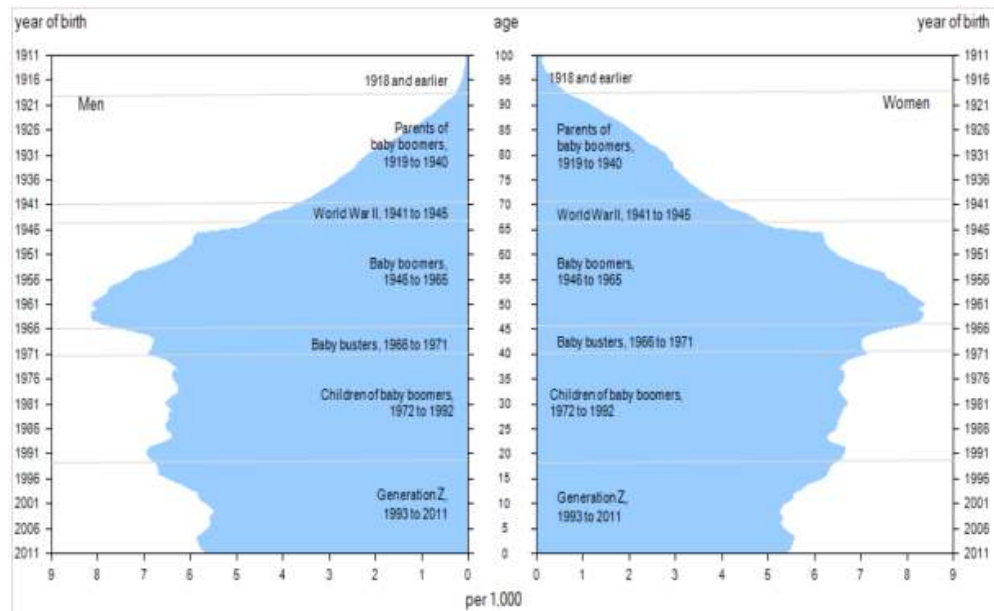 year of birth age year of birth
1911 100 1911
1916 95 1916
1918 and earlier 1918 and earlier
1921 90 1921
Men Women
1926 85 1926
Parents of Parents of
baby boomers, baby boomers,
1919 to 1940 1919 to 1940
1931 80 1931
1936 75 1936
1941 70 1941
World War II, 1941 to 1945 World War II, 1941 to 1945
1946 65 1946
1951 60 1951
Baby boomers, Baby boomers,
1946 to 1965 1946 to 1965
1956 55 1956
1961 50 1961
1966 45 1966
Baby busters, 1966 to 1971 Baby busters, 1966 to 1971
1971 40 1971
1976 35 1976
Children of baby boomers, Children of baby boomers,
1972 to 1992 1972 to 1992
1981 30 1981
1986 25 1986
1991 20 1991
1996 15 1996
Generation Z, Generation Z,
1993 to 2011 1993 to 2011
2001 10 2001
2006 5 2006
2011 0 2011
9 8 7 6 5 4 3 2 1 0 0 1 2 3 4 5 6 7 8 9
per 1,000